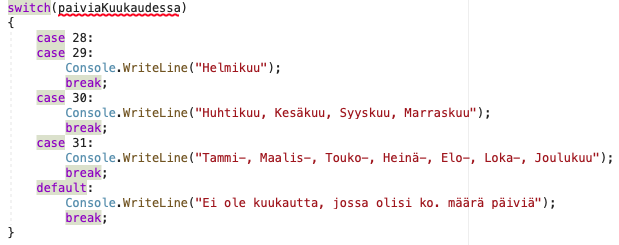 switch(paiviaKuukaudessa)
{
case 28:
case 29:
Console.WriteLine("Helmikuu");
break;
case 30:
Console.WriteLine("Huhtikuu, Kesäkuu, Syyskuu, Marraskuu");
break;
case 31:
Console.WriteLine("Tammi-, Maalis-, Touko-, Heinä-, Elo-, Loka-, Joulukuu");
break;
default:
Console.WriteLine("Ei ole kuukautta, jossa olisi ko. määrä päiviä");
break;
}